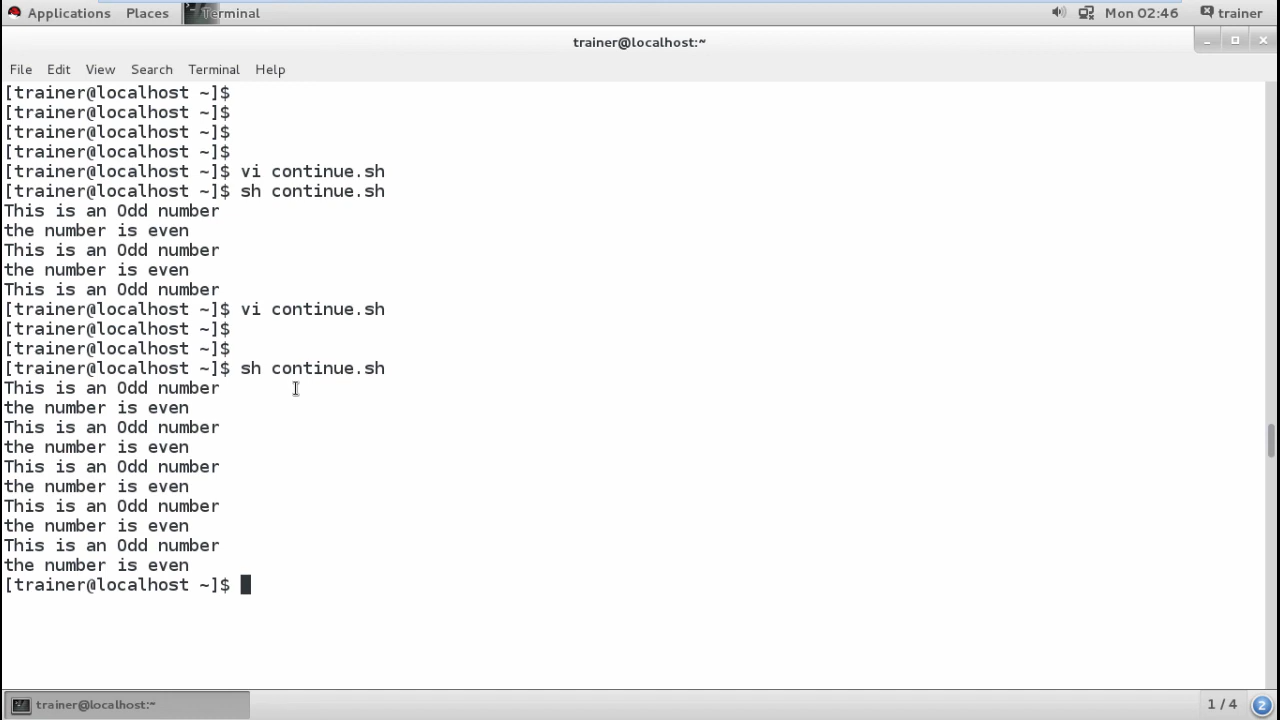 Applications Places Terminal Mon 02:46 trainer
trainer@localhost:~
File Edit View Search Terminal Help
[trainer@localhost ~]$
[trainer@localhost ~]$
[trainer@localhost ~]$
[trainer@localhost ~]$
[trainer@localhost ~]$ vi continue.sh
[trainer@localhost ~]$ sh continue.sh
This is an Odd number
the number is even
This is an Odd number
the number is even
This is an Odd number
[trainer@localhost ~]$ vi continue.sh
[trainer@localhost ~]$
[trainer@localhost ~]$
[trainer@localhost ~]$ sh continue.sh
This is an Odd number
the number is even
This is an Odd number
the number is even
This is an Odd number
the number is even
This is an Odd number
the number is even
This is an Odd number
the number is even
[trainer@localhost ~]$
trainer@localhost:~ 1 / 4 2